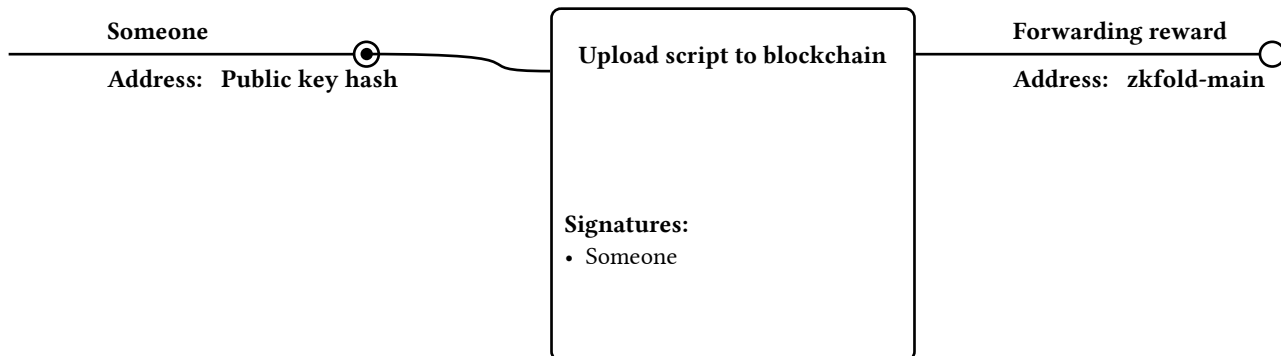 Someone
Address: Public key hash
Upload script to blockchain
Signatures:
• Someone
Forwarding reward
Address: zkfold-main